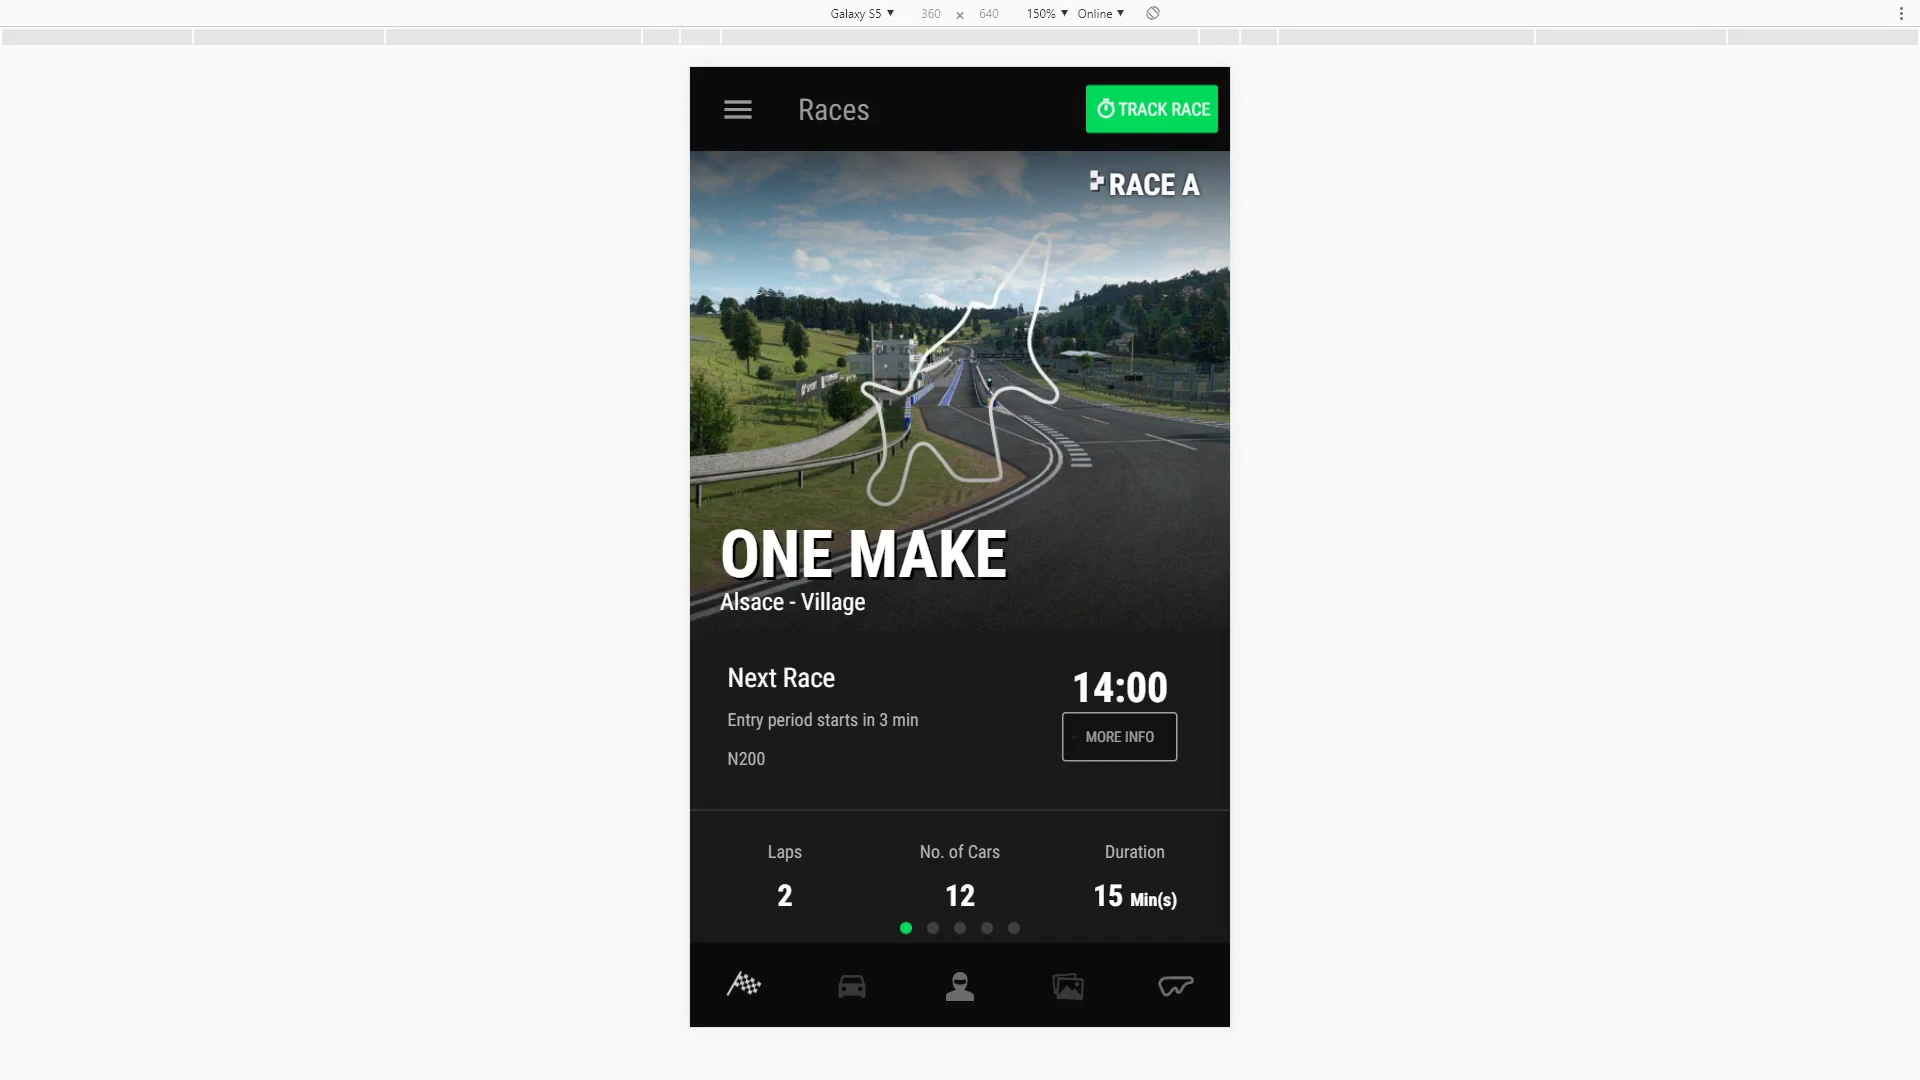 Galaxy S5 ▼ 360 × 640 150% ▼ Online ▼
Races
TRACK RACE
RACE A
ONE MAKE
Alsace - Village
Next Race
14:00
Entry period starts in 3 min
MORE INFO
N200
Laps No. of Cars Duration
2 12 15 Min(s)